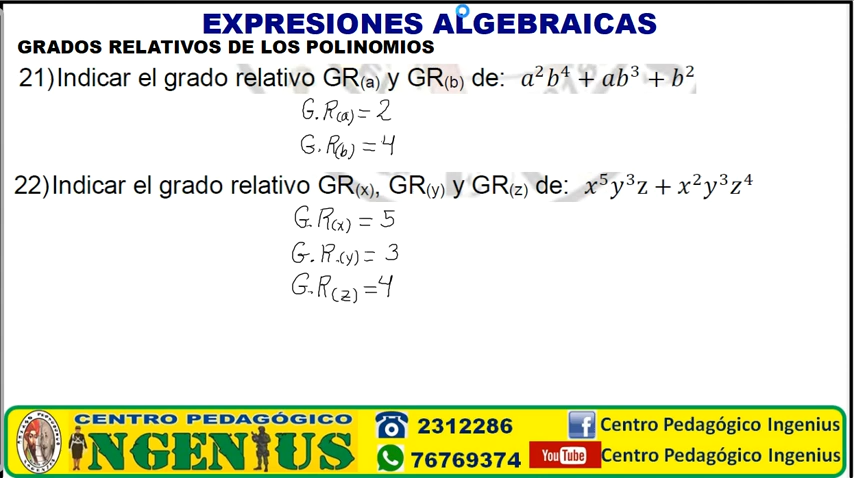 EXPRESIONES ALGEBRAICAS
GRADOS RELATIVOS DE LOS POLINOMIOS
21)Indicar el grado relativo GR(a) y GR(b) de: a²b⁴ + ab³ + b²
G.R(a) = 2
G.R(b) = 4
22)Indicar el grado relativo GR(x), GR(y) y GR(z) de: x⁵y³z + x²y³z⁴
G.R(x) = 5
G.R.(y) = 3
G.R(z) = 4
CENTRO PEDAGÓGICO
INGENIUS
2312286
76769374
f Centro Pedagógico Ingenius
YouTube Centro Pedagógico Ingenius